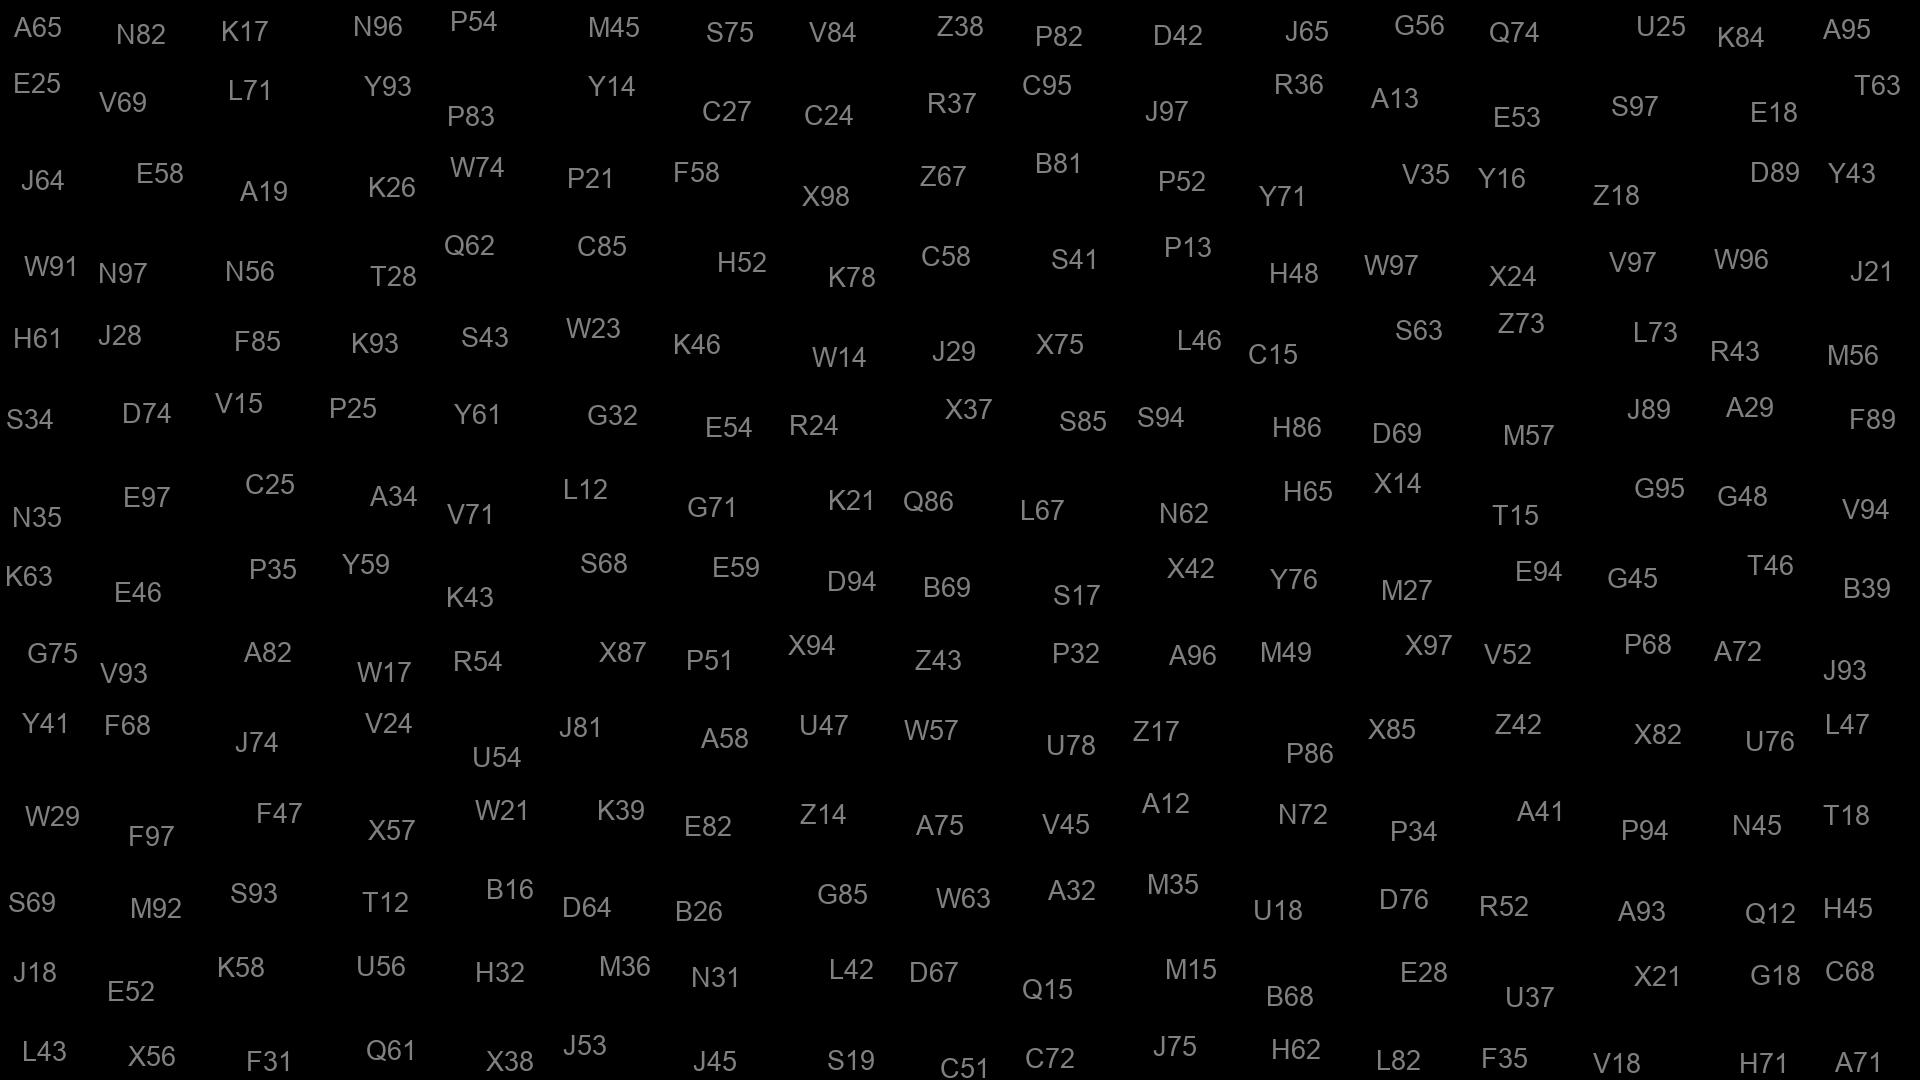 A65 N82 K17 N96 P54 M45 S75 V84 Z38 P82 D42 J65 G56 Q74 U25 K84 A95
E25 V69 L71 Y93 P83 Y14 C27 C24 R37 C95 J97 R36 A13 E53 S97 E18 T63
J64 E58 A19 K26 W74 P21 F58 X98 Z67 B81 P52 Y71 V35 Y16 Z18 D89 Y43
W91 N97 N56 T28 Q62 C85 H52 K78 C58 S41 P13 H48 W97 X24 V97 W96 J21
H61 J28 F85 K93 S43 W23 K46 W14 J29 X75 L46 C15 S63 Z73 L73 R43 M56
S34 D74 V15 P25 Y61 G32 E54 R24 X37 S85 S94 H86 D69 M57 J89 A29 F89
N35 E97 C25 A34 V71 L12 G71 K21 Q86 L67 N62 H65 X14 T15 G95 G48 V94
K63 E46 P35 Y59 K43 S68 E59 D94 B69 S17 X42 Y76 M27 E94 G45 T46 B39
G75 V93 A82 W17 R54 X87 P51 X94 Z43 P32 A96 M49 X97 V52 P68 A72 J93
Y41 F68 J74 V24 U54 J81 A58 U47 W57 U78 Z17 P86 X85 Z42 X82 U76 L47
W29 F97 F47 X57 W21 K39 E82 Z14 A75 V45 A12 N72 P34 A41 P94 N45 T18
S69 M92 S93 T12 B16 D64 B26 G85 W63 A32 M35 U18 D76 R52 A93 Q12 H45
J18 E52 K58 U56 H32 M36 N31 L42 D67 Q15 M15 B68 E28 U37 X21 G18 C68
L43 X56 F31 Q61 X38 J53 J45 S19 C51 C72 J75 H62 L82 F35 V18 H71 A71